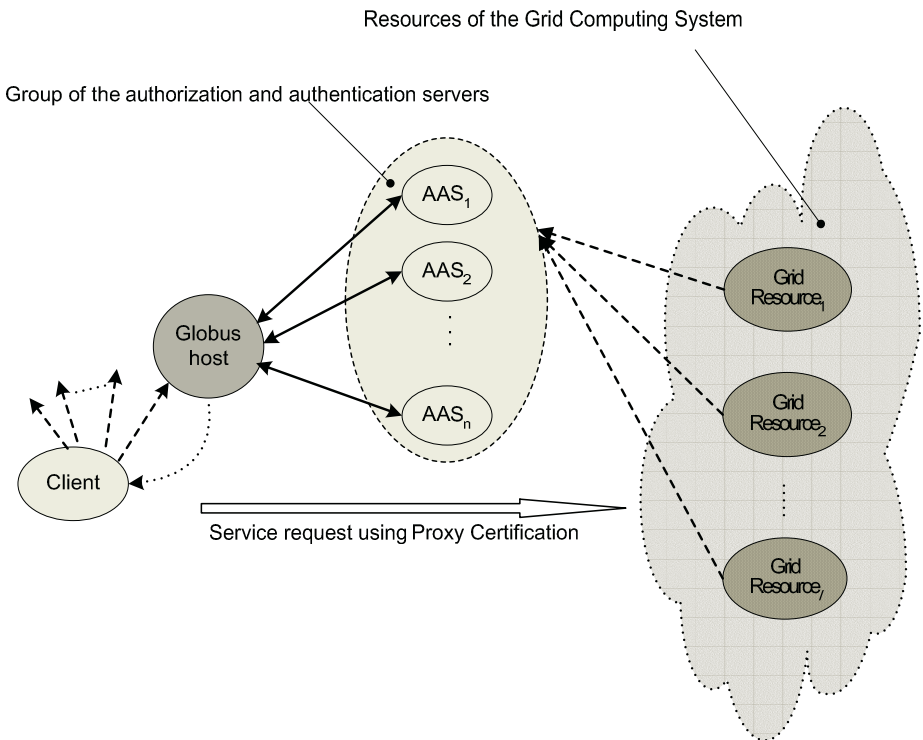 Resources of the Grid Computing System
Group of the authorization and authentication servers
AAS1
AAS2
Globus
host
AASn
Client
Grid
Resource1
Grid
Resource2
Grid
Resourcel
Service request using Proxy Certification